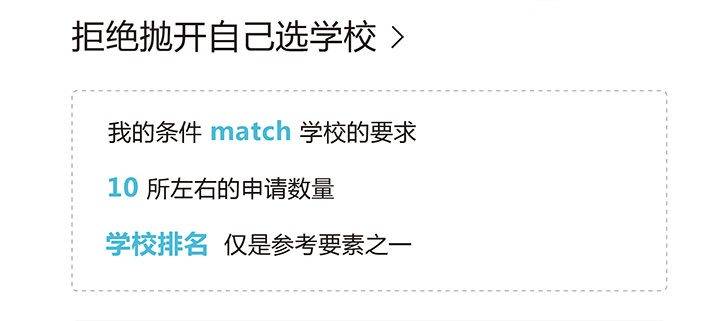 拒绝抛开自己选学校 >
我的条件 match 学校的要求
10 所左右的申请数量
学校排名 仅是参考要素之一